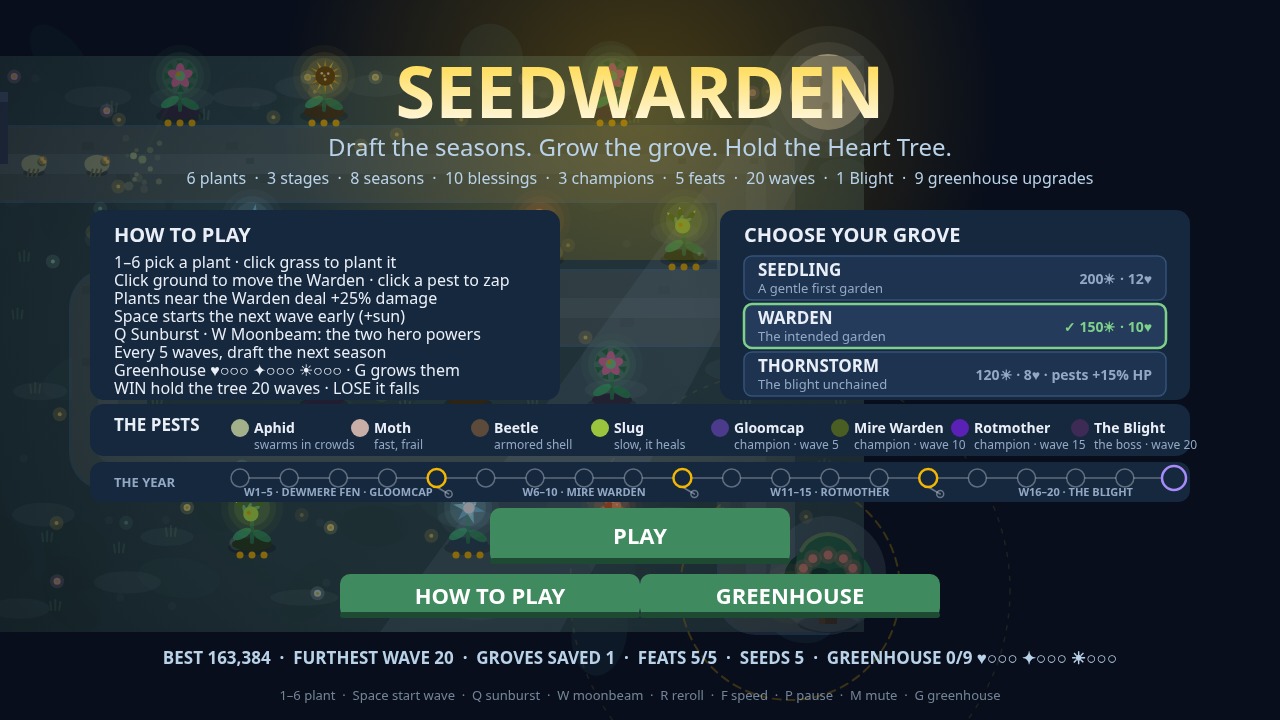 SEEDWARDEN
Draft the seasons. Grow the grove. Hold the Heart Tree.
6 plants · 3 stages · 8 seasons · 10 blessings · 3 champions · 5 feats · 20 waves · 1 Blight · 9 greenhouse upgrades
HOW TO PLAY
1–6 pick a plant · click grass to plant it
Click ground to move the Warden · click a pest to zap
Plants near the Warden deal +25% damage
Space starts the next wave early (+sun)
Q Sunburst · W Moonbeam: the two hero powers
Every 5 waves, draft the next season
Greenhouse ♥○○○ ✦○○○ ☀○○○ · G grows them
WIN hold the tree 20 waves · LOSE it falls
CHOOSE YOUR GROVE
SEEDLING
A gentle first garden
200☀ · 12♥
WARDEN
The intended garden
✓ 150☀ · 10♥
THORNSTORM
The blight unchained
120☀ · 8♥ · pests +15% HP
THE PESTS
Aphid
swarms in crowds
Moth
fast, frail
Beetle
armored shell
Slug
slow, it heals
Gloomcap
champion · wave 5
Mire Warden
champion · wave 10
Rotmother
champion · wave 15
The Blight
the boss · wave 20
THE YEAR
W1–5 · DEWMERE FEN · GLOOMCAP
W6–10 · MIRE WARDEN
W11–15 · ROTMOTHER
W16–20 · THE BLIGHT
PLAY
HOW TO PLAY
GREENHOUSE
BEST 163,384 · FURTHEST WAVE 20 · GROVES SAVED 1 · FEATS 5/5 · SEEDS 5 · GREENHOUSE 0/9 ♥○○○ ✦○○○ ☀○○○
1–6 plant · Space start wave · Q sunburst · W moonbeam · R reroll · F speed · P pause · M mute · G greenhouse